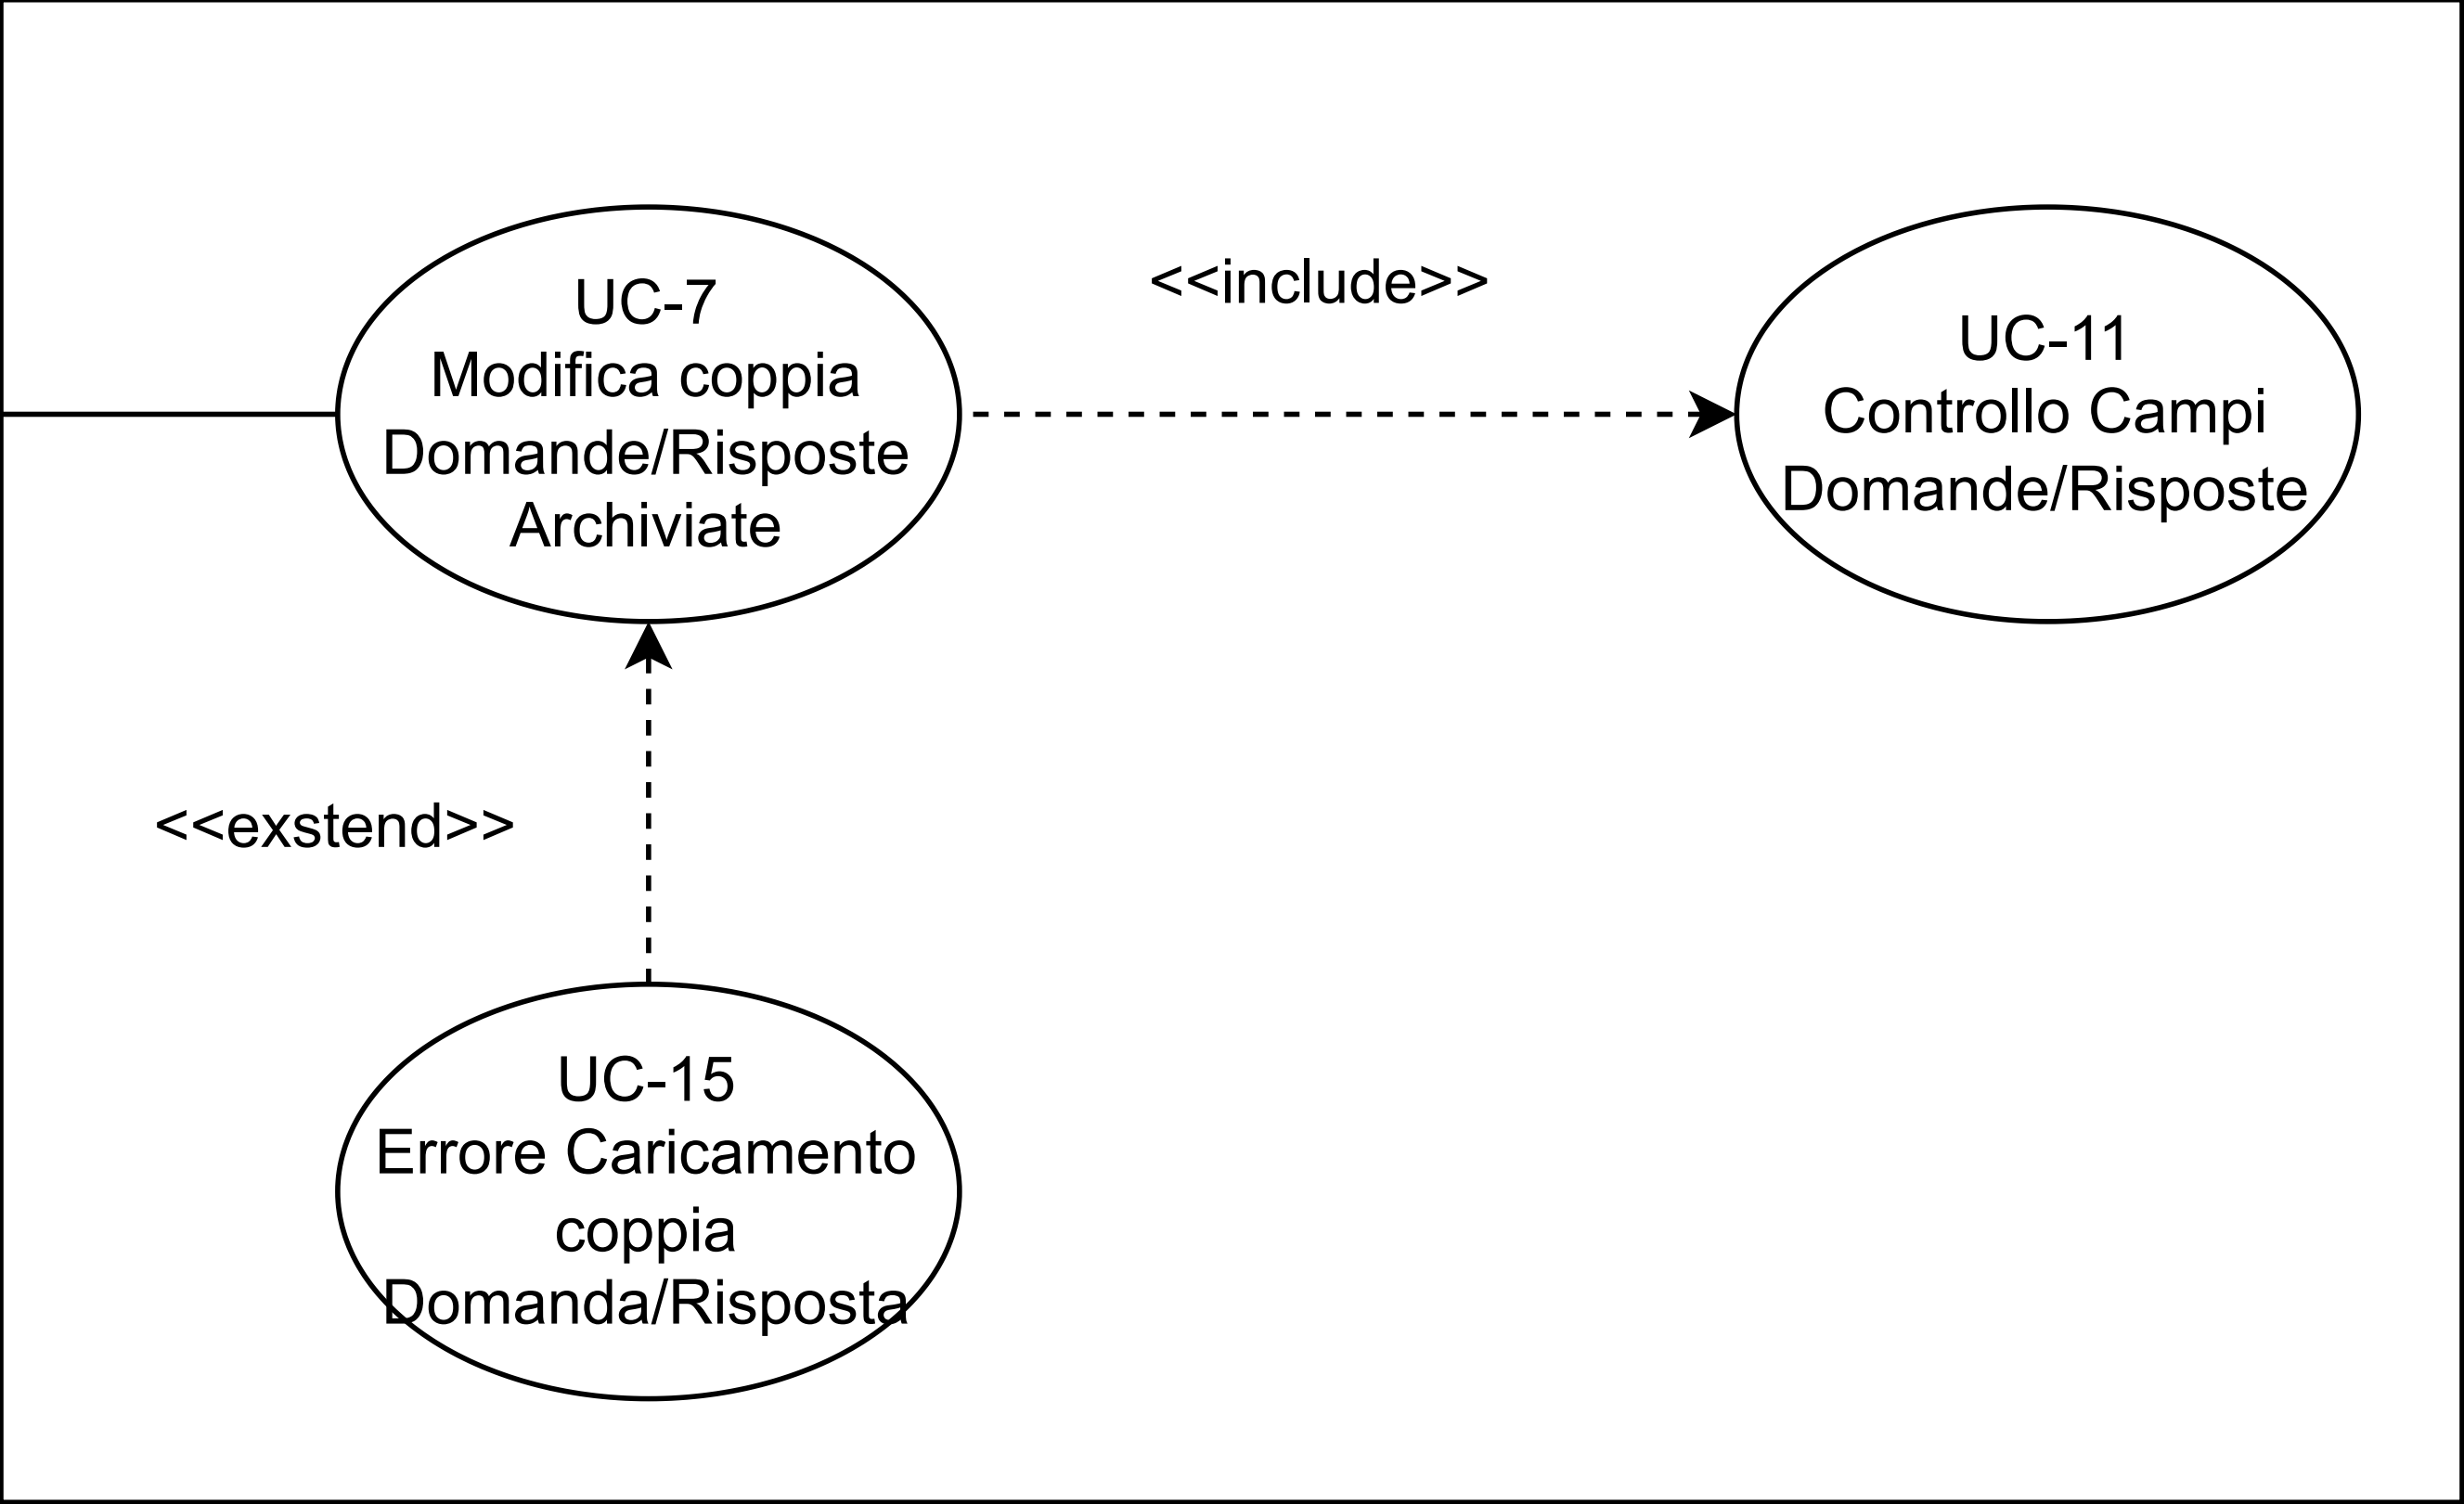 UC-7
Modifica coppia
Domande/Risposte
Archiviate
<<include>>
UC-11
Controllo Campi
Domande/Risposte
<<exstend>>
UC-15
Errore Caricamento
coppia
Domanda/Risposta